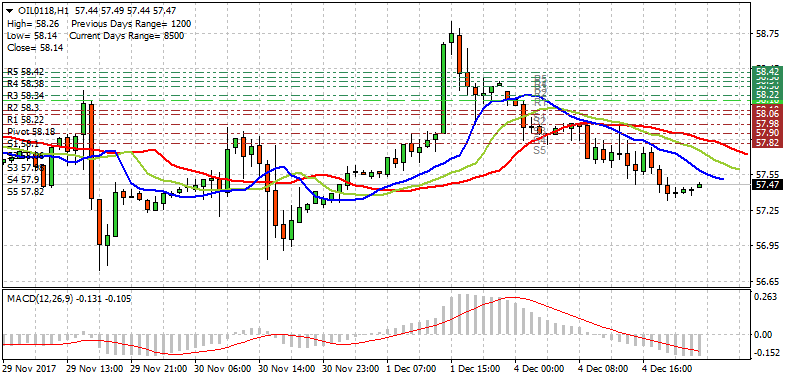 OIL0118,H1 57.44 57.49 57.44 57.47
High= 58.26 Previous Days Range= 1200
Low= 58.14 Current Days Range= 8500
Close= 58.14
R5 58.42
R4 58.38
R3 58.34
R2 58.3
R1 58.22
Pivot 58.18
S1 58.1
S3 57.98
S4 57.9
S5 57.82
S5
58.75
58.42
58.22
58.06
57.98
57.90
57.82
57.55
57.47
57.25
56.95
56.65
MACD(12,26,9) -0.131 -0.105
0.263
0.00
-0.152
29 Nov 2017
29 Nov 13:00
29 Nov 21:00
30 Nov 06:00
30 Nov 14:00
30 Nov 23:00
1 Dec 07:00
1 Dec 15:00
4 Dec 00:00
4 Dec 08:00
4 Dec 16:00